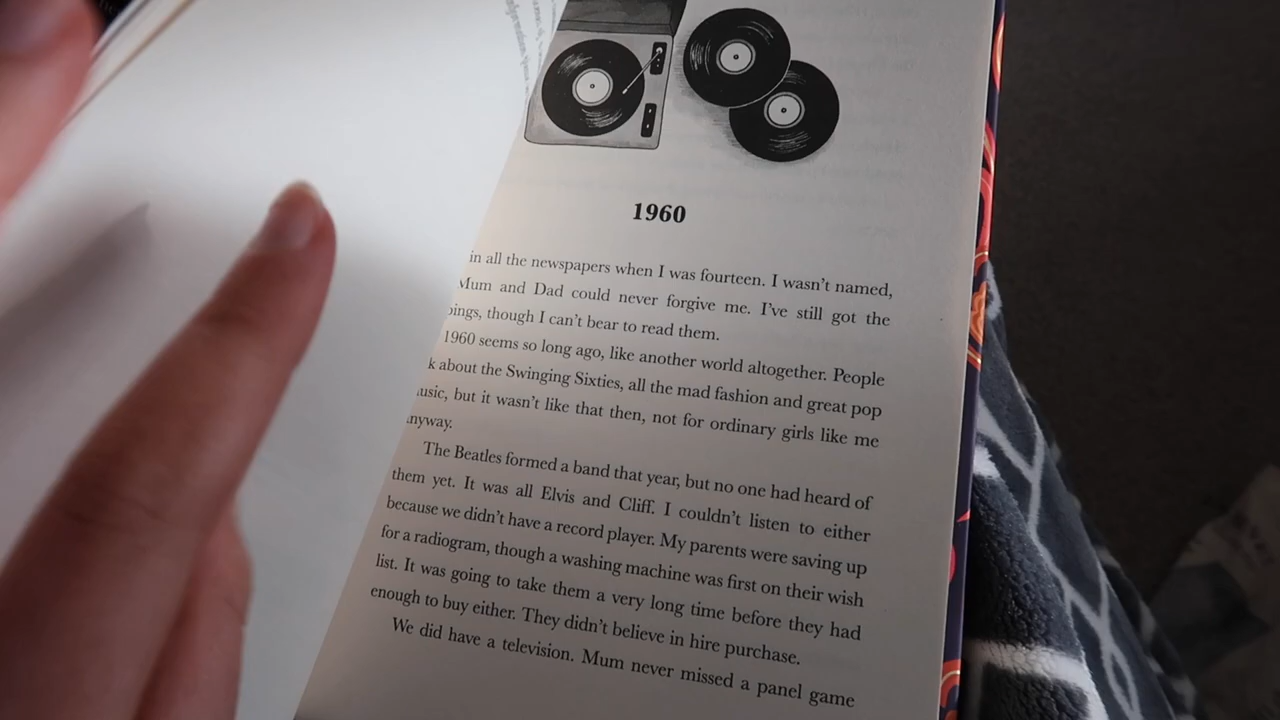 1960
in all the newspapers when I was fourteen. I wasn't named,
Mum and Dad could never forgive me. I've still got the
though I can't bear to read them.
1960 seems so long ago, like another world altogether. People
about the Swinging Sixties, all the mad fashion and great pop
but it wasn't like that then, not for ordinary girls like me
The Beatles formed a band that year, but no one had heard of
them yet. It was all Elvis and Cliff. I couldn't listen to either
because we didn't have a record player. My parents were saving up
for a radiogram, though a washing machine was first on their wish
list. It was going to take them a very long time before they had
enough to buy either. They didn't believe in hire purchase.
We did have a television. Mum never missed a panel game